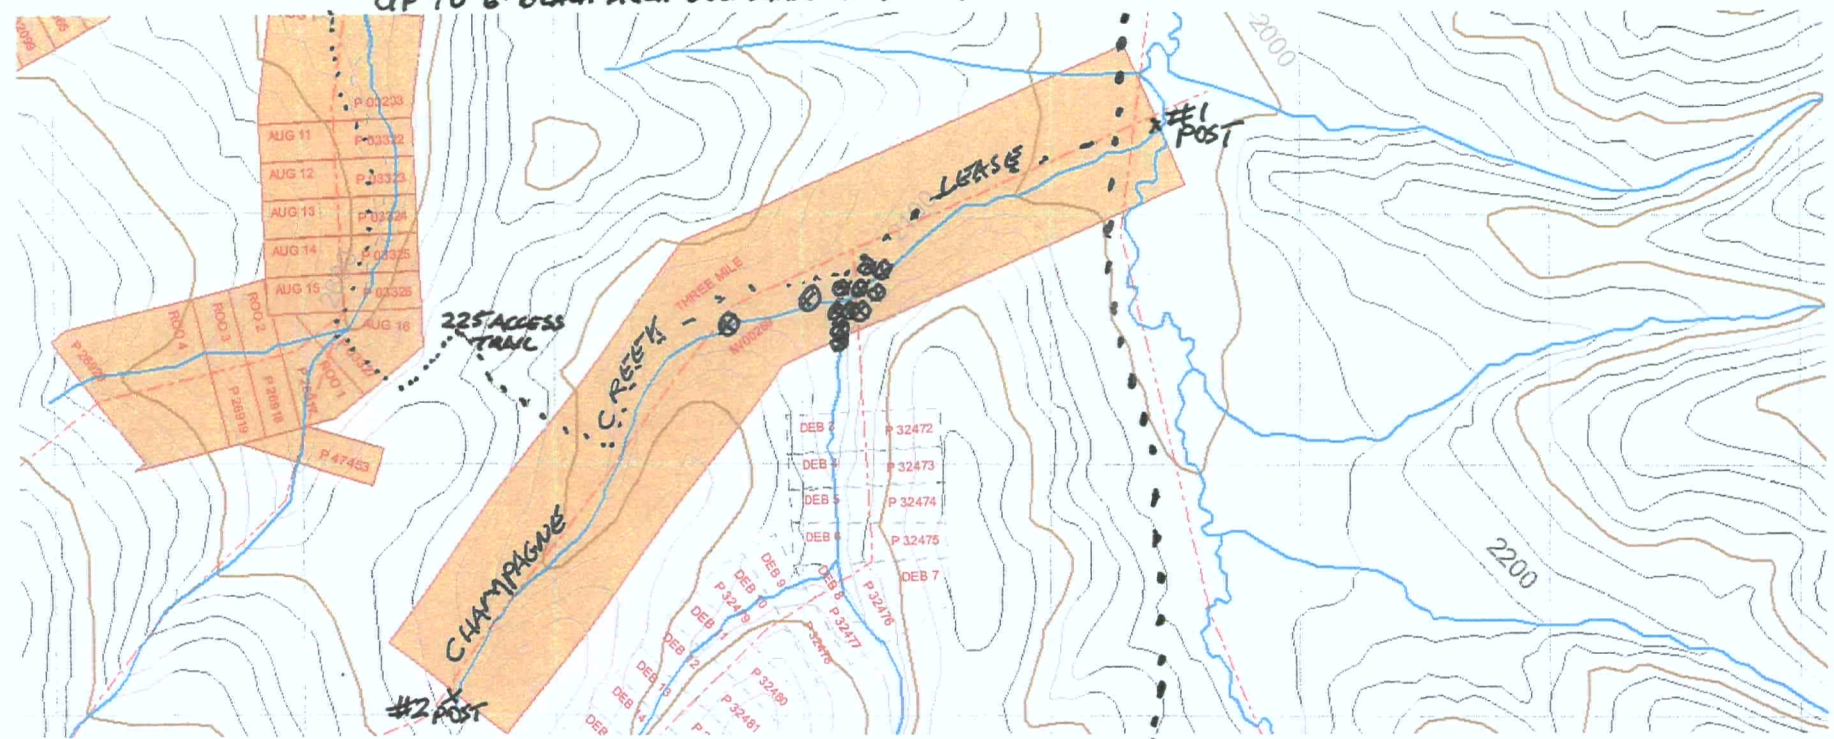 2000
P 03203
AUG 11
P 03322
AUG 12
P 03323
AUG 13
P 03324
AUG 14
P 03325
AUG 15
P 03326
AUG 16
ROO 4
ROO 3
ROO 2
ROO 1
P 26919
P 26918
P 47453
225 ACCESS
TRAIL
#1
POST
LEASE
THREE MILE
CREEK
CHAMPAGNE
#2 POST
P 32472
DEB 4
P 32473
DEB 5
P 32474
DEB 6
P 32475
DEB 7
DEB 8
P 32476
P 32477
P 32478
DEB 9
DEB 10
P 32479
DEB 11
DEB 12
DEB 13
DEB 14
P 32480
P 32481
2200